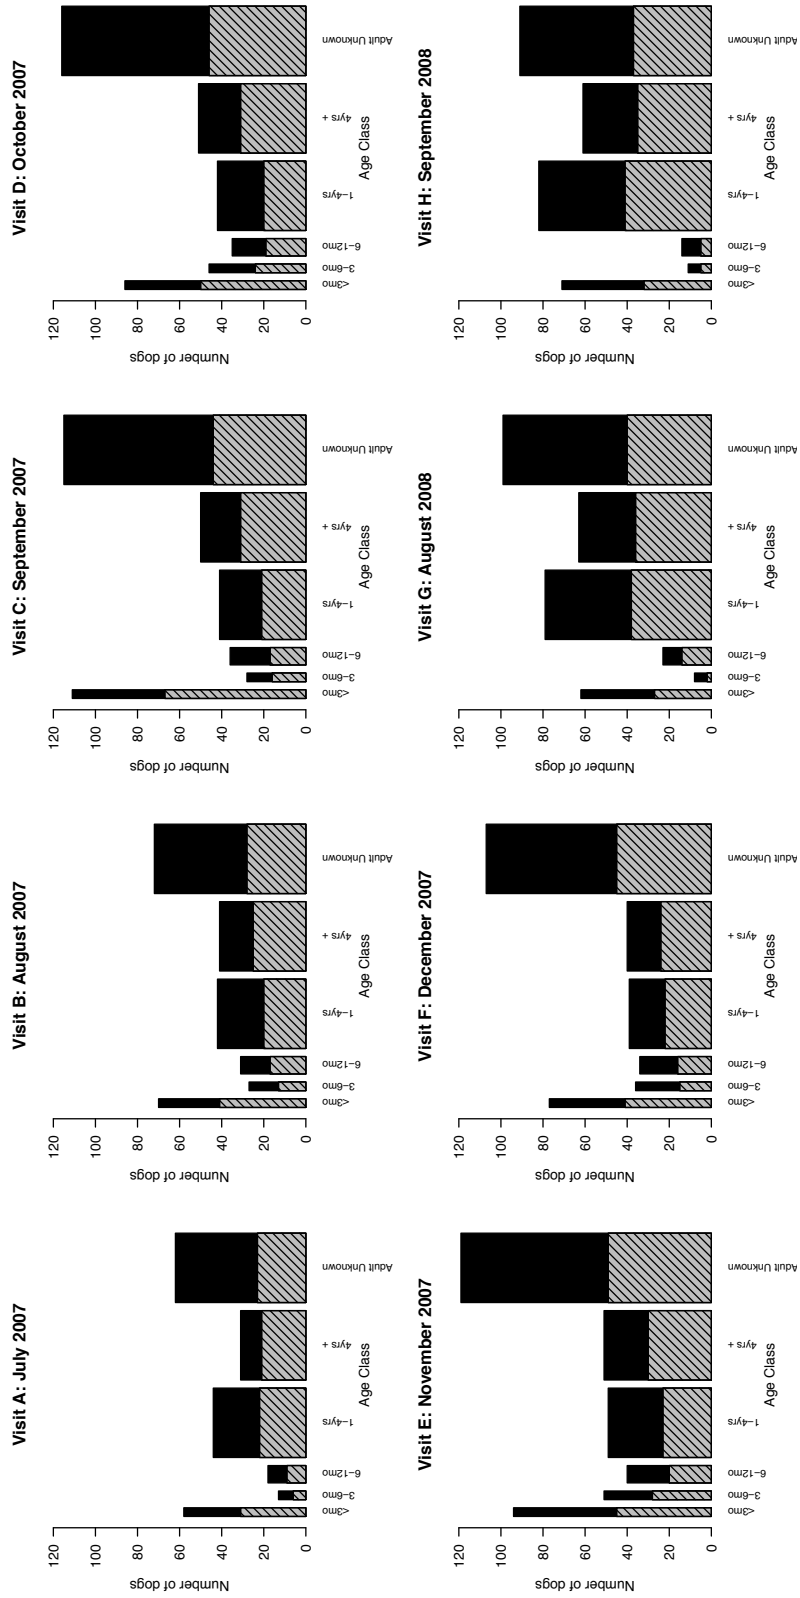 Visit A: July 2007
Number of dogs
0 20 40 60 80 100 120
<3mo 3−6mo 6−12mo 1−4yrs 4yrs + Adult Unknown
Age Class
Visit B: August 2007
Number of dogs
0 20 40 60 80 100 120
<3mo 3−6mo 6−12mo 1−4yrs 4yrs + Adult Unknown
Age Class
Visit C: September 2007
Number of dogs
0 20 40 60 80 100 120
<3mo 3−6mo 6−12mo 1−4yrs 4yrs + Adult Unknown
Age Class
Visit D: October 2007
Number of dogs
0 20 40 60 80 100 120
<3mo 3−6mo 6−12mo 1−4yrs 4yrs + Adult Unknown
Age Class
Visit E: November 2007
Number of dogs
0 20 40 60 80 100 120
<3mo 3−6mo 6−12mo 1−4yrs 4yrs + Adult Unknown
Age Class
Visit F: December 2007
Number of dogs
0 20 40 60 80 100 120
<3mo 3−6mo 6−12mo 1−4yrs 4yrs + Adult Unknown
Age Class
Visit G: August 2008
Number of dogs
0 20 40 60 80 100 120
<3mo 3−6mo 6−12mo 1−4yrs 4yrs + Adult Unknown
Age Class
Visit H: September 2008
Number of dogs
0 20 40 60 80 100 120
<3mo 3−6mo 6−12mo 1−4yrs 4yrs + Adult Unknown
Age Class